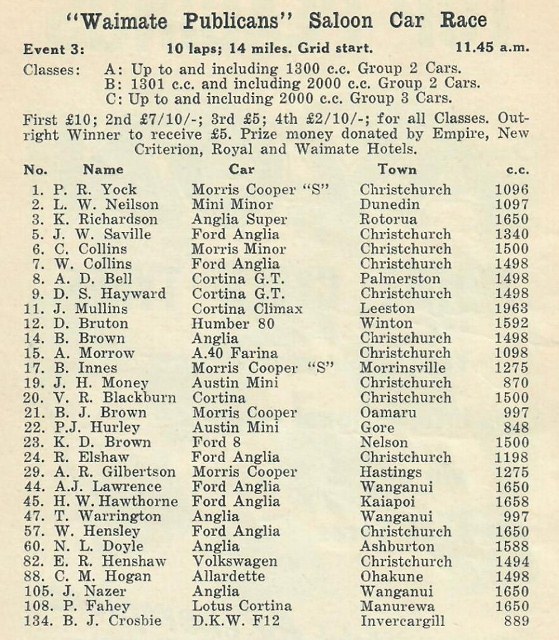 "Waimate Publicans" Saloon Car Race
Event 3: 10 laps; 14 miles. Grid start. 11.45 a.m.
Classes: A: Up to and including 1300 c.c. Group 2 Cars.
B: 1301 c.c. and including 2000 c.c. Group 2 Cars.
C: Up to and including 2000 c.c. Group 3 Cars.
First £10; 2nd £7/10/-; 3rd £5; 4th £2/10/-; for all Classes. Out-
right Winner to receive £5. Prize money donated by Empire, New
Criterion, Royal and Waimate Hotels.
No. Name Car Town c.c.
1. P. R. Yock Morris Cooper "S" Christchurch 1096
2. L. W. Neilson Mini Minor Dunedin 1097
3. K. Richardson Anglia Super Rotorua 1650
5. J. W. Saville Ford Anglia Christchurch 1340
6. C. Collins Morris Minor Christchurch 1500
7. W. Collins Ford Anglia Christchurch 1498
8. A. D. Bell Cortina G.T. Palmerston 1498
9. D. S. Hayward Cortina G.T. Christchurch 1498
11. J. Mullins Cortina Climax Leeston 1963
12. D. Bruton Humber 80 Winton 1592
14. B. Brown Anglia Christchurch 1498
15. A. Morrow A.40 Farina Christchurch 1098
17. B. Innes Morris Cooper "S" Morrinsville 1275
19. J. H. Money Austin Mini Christchurch 870
20. V. R. Blackburn Cortina Christchurch 1500
21. B. J. Brown Morris Cooper Oamaru 997
22. P.J. Hurley Austin Mini Gore 848
23. K. D. Brown Ford 8 Nelson 1500
24. R. Elshaw Ford Anglia Christchurch 1198
29. A. R. Gilbertson Morris Cooper Hastings 1275
44. A.J. Lawrence Ford Anglia Wanganui 1650
45. H. W. Hawthorne Ford Anglia Kaiapoi 1658
47. T. Warrington Anglia Wanganui 997
57. W. Hensley Ford Anglia Christchurch 1650
60. N. L. Doyle Anglia Ashburton 1588
82. E. R. Henshaw Volkswagen Christchurch 1494
88. C. M. Hogan Allardette Ohakune 1498
105. J. Nazer Anglia Wanganui 1650
108. P. Fahey Lotus Cortina Manurewa 1650
134. B. J. Crosbie D.K.W. F12 Invercargill 889